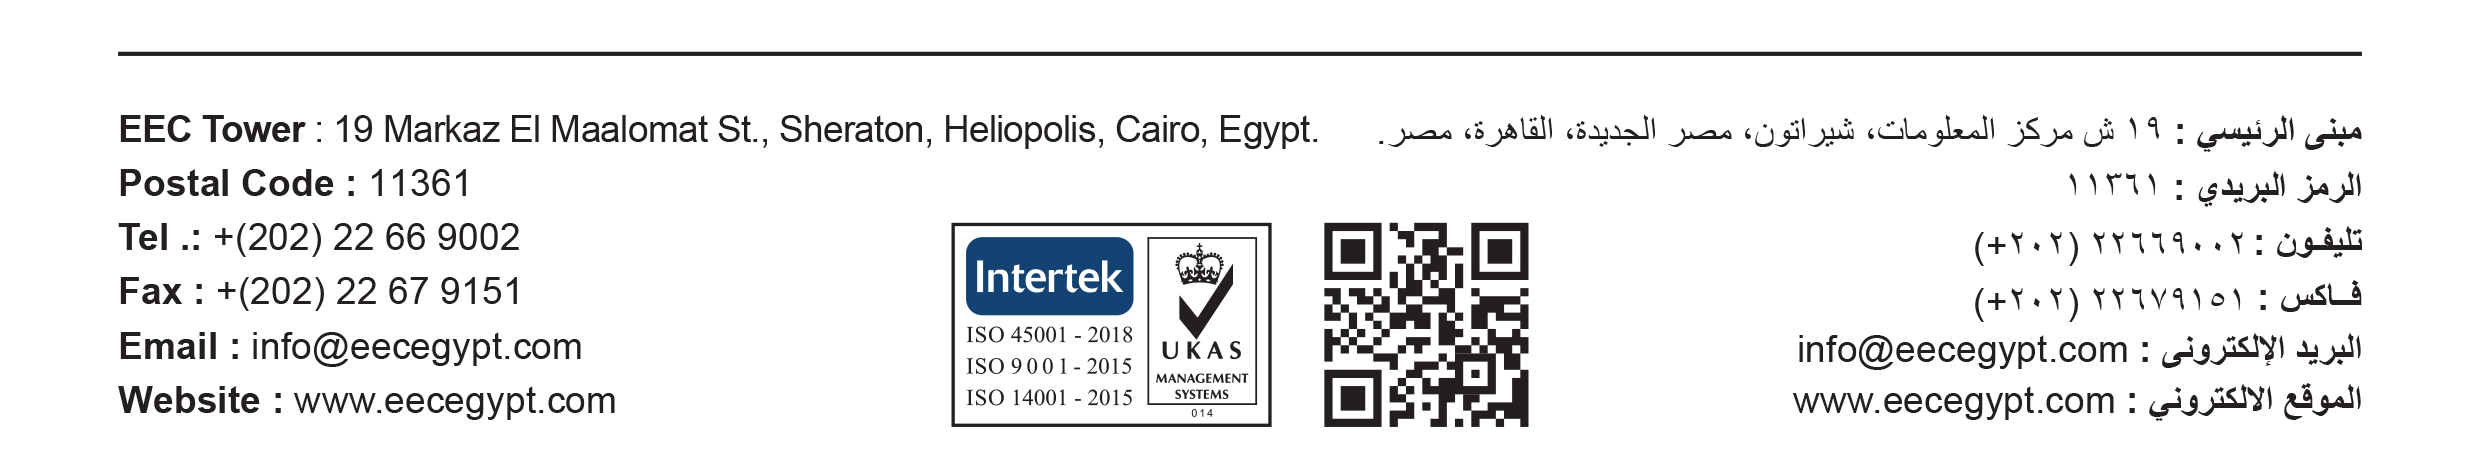 EEC Tower : 19 Markaz El Maalomat St., Sheraton, Heliopolis, Cairo, Egypt.
Postal Code : 11361
Tel .: +(202) 22 66 9002
Fax : +(202) 22 67 9151
Email : info@eecegypt.com
Website : www.eecegypt.com
Intertek
ISO 45001 - 2018
ISO 9001 - 2015
ISO 14001 - 2015
UKAS
MANAGEMENT
SYSTEMS
014
مبنى الرئيسي : ١٩ ش مركز المعلومات، شيراتون، مصر الجديدة، القاهرة، مصر.
الرمز البريدي : ١١٣٦١
تليفـون : ٢٢٦٦٩٠٠٢ (٢٠٢+)
فــاكس : ٢٢٦٧٩١٥١ (٢٠٢+)
البريد الإلكترونى : info@eecegypt.com
الموقع الالكتروني : www.eecegypt.com